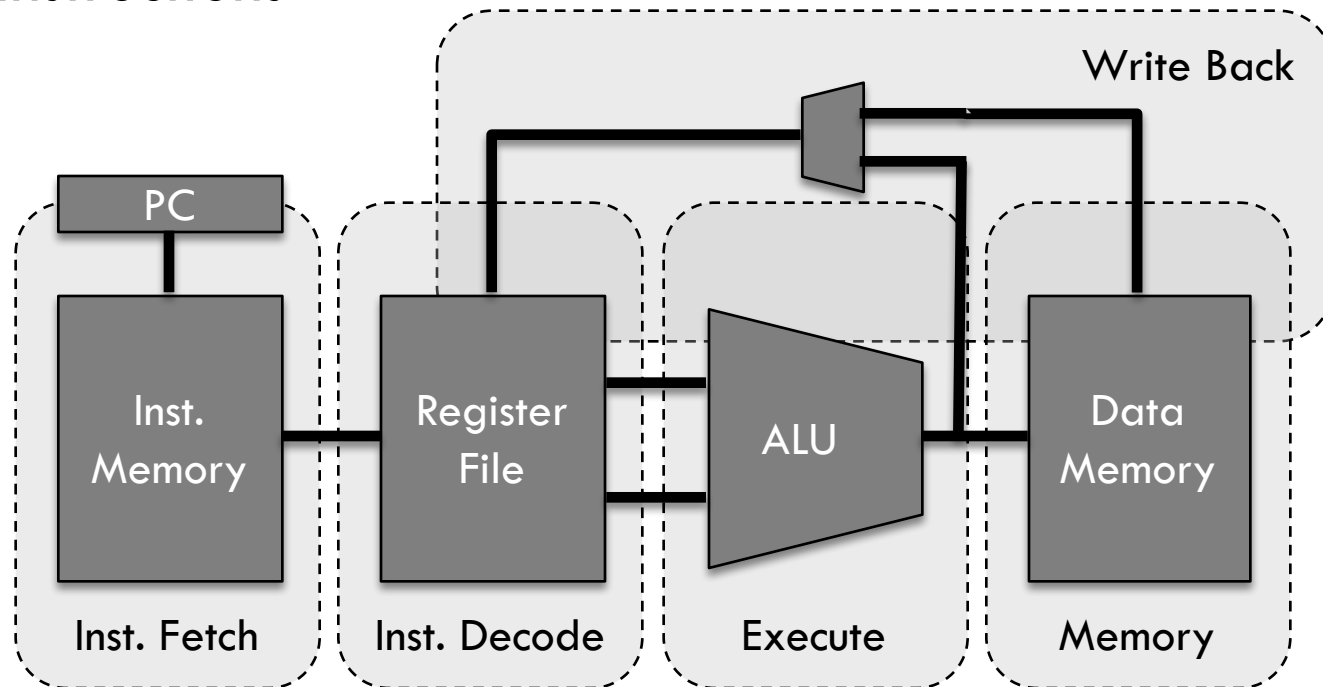 Write Back
PC
Inst.
Memory
Register
File
ALU
Data
Memory
Inst. Fetch
Inst. Decode
Execute
Memory